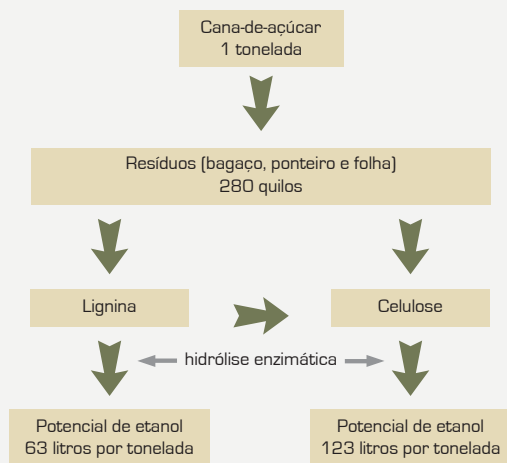 Cana-de-açúcar
1 tonelada
Resíduos (bagaço, ponteiro e folha)
280 quilos
Lignina
Celulose
hidrólise enzimática
Potencial de etanol
63 litros por tonelada
Potencial de etanol
123 litros por tonelada